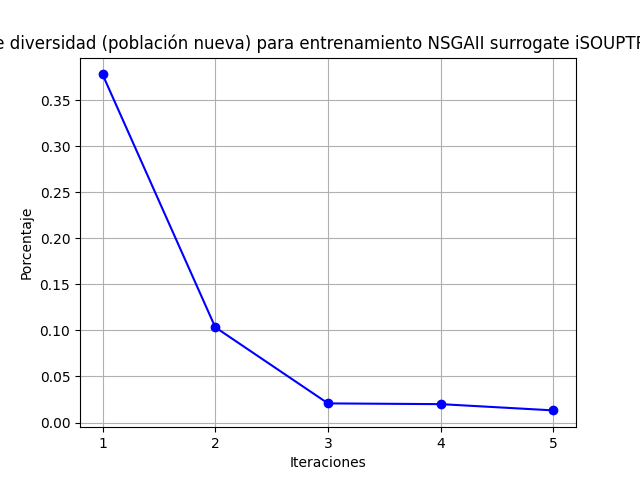 e diversidad (población nueva) para entrenamiento NSGAII surrogate iSOUPTR
Porcentaje
0.35
0.30
0.25
0.20
0.15
0.10
0.05
0.00
1 2 3 4 5
Iteraciones